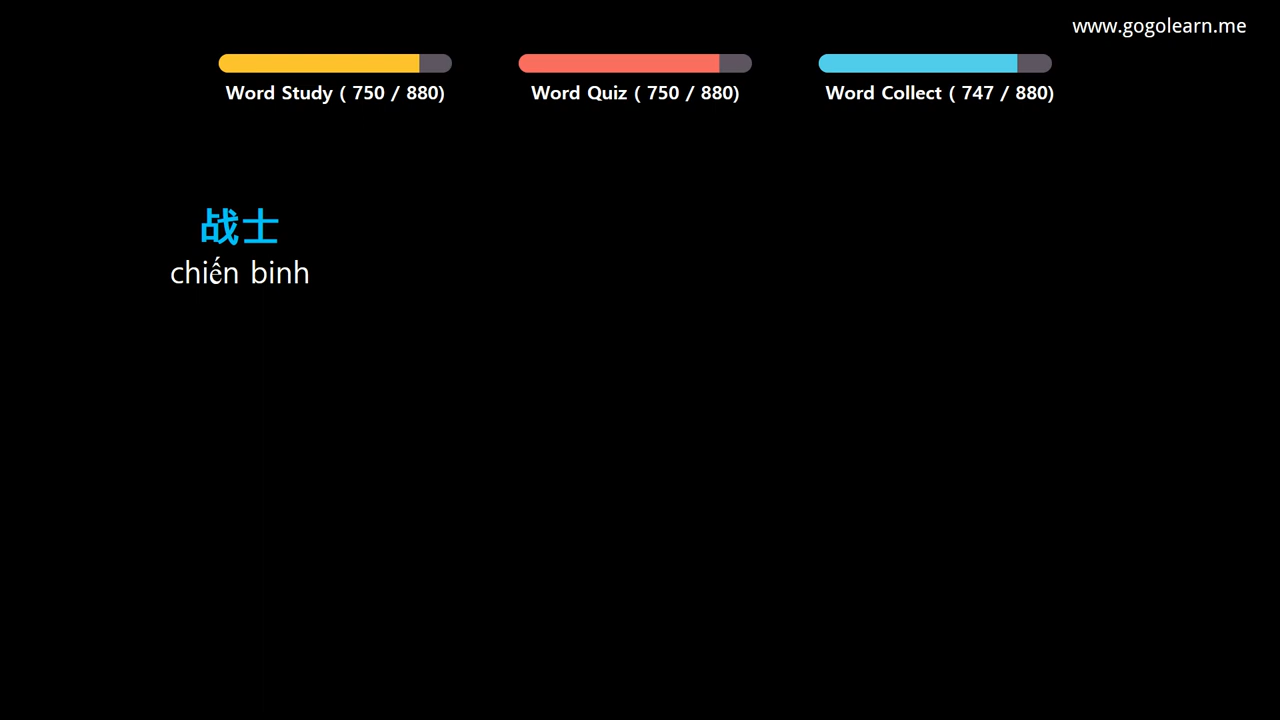 www.gogolearn.me
Word Study ( 750 / 880)
Word Quiz ( 750 / 880)
Word Collect ( 747 / 880)
战士
chiến binh